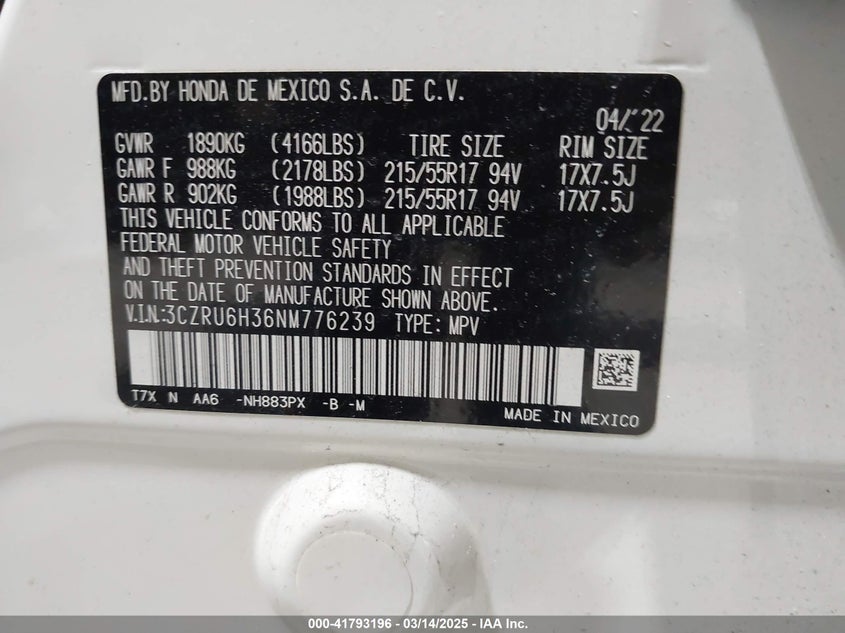 MFD.BY HONDA DE MEXICO S.A. DE C.V.
04/'22
GVWR 1890KG (4166LBS) TIRE SIZE RIM SIZE
GAWR F 988KG (2178LBS) 215/55R17 94V 17X7.5J
GAWR R 902KG (1988LBS) 215/55R17 94V 17X7.5J
THIS VEHICLE CONFORMS TO ALL APPLICABLE
FEDERAL MOTOR VEHICLE SAFETY
AND THEFT PREVENTION STANDARDS IN EFFECT
ON THE DATE OF MANUFACTURE SHOWN ABOVE.
V.I.N.:3CZRU6H36NM776239 TYPE: MPV
T7X N AA6 -NH883PX -B -M
MADE IN MEXICO
000-41793196 - 03/14/2025 - IAA Inc.